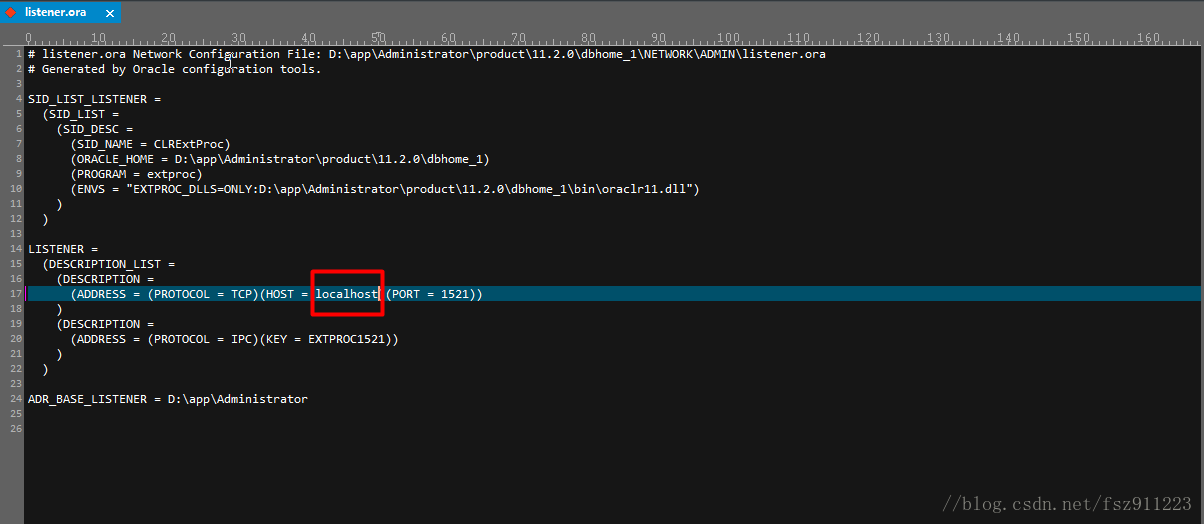 listener.ora ×
0 10 20 30 40 50 60 70 80 90 100 110 120 130 140 150 160
1 # listener.ora Network Configuration File: D:\app\Administrator\product\11.2.0\dbhome_1\NETWORK\ADMIN\listener.ora
2 # Generated by Oracle configuration tools.
3
4 SID_LIST_LISTENER =
5   (SID_LIST =
6     (SID_DESC =
7       (SID_NAME = CLRExtProc)
8       (ORACLE_HOME = D:\app\Administrator\product\11.2.0\dbhome_1)
9       (PROGRAM = extproc)
10       (ENVS = "EXTPROC_DLLS=ONLY:D:\app\Administrator\product\11.2.0\dbhome_1\bin\oraclr11.dll")
11     )
12   )
13
14 LISTENER =
15   (DESCRIPTION_LIST =
16     (DESCRIPTION =
17       (ADDRESS = (PROTOCOL = TCP)(HOST = localhost)(PORT = 1521))
18     )
19     (DESCRIPTION =
20       (ADDRESS = (PROTOCOL = IPC)(KEY = EXTPROC1521))
21     )
22   )
23
24 ADR_BASE_LISTENER = D:\app\Administrator
25
26
//blog.csdn.net/fsz911223